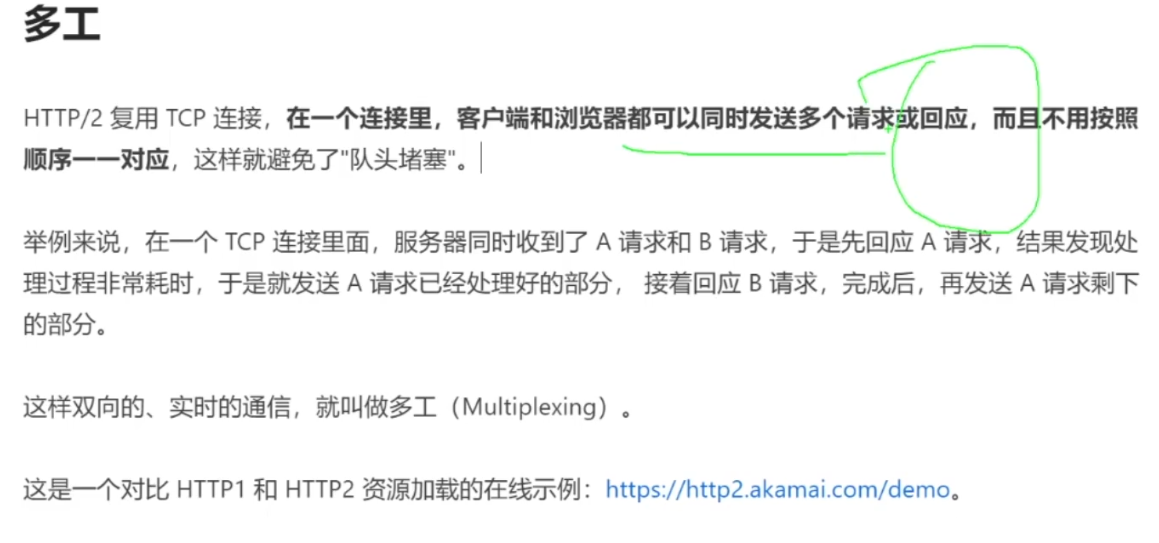 多工
HTTP/2 复用 TCP 连接，在一个连接里，客户端和浏览器都可以同时发送多个请求或回应，而且不用按照
顺序一一对应，这样就避免了"队头堵塞"。
举例来说，在一个 TCP 连接里面，服务器同时收到了 A 请求和 B 请求，于是先回应 A 请求，结果发现处
理过程非常耗时，于是就发送 A 请求已经处理好的部分， 接着回应 B 请求，完成后，再发送 A 请求剩下
的部分。
这样双向的、实时的通信，就叫做多工（Multiplexing）。
这是一个对比 HTTP1 和 HTTP2 资源加载的在线示例：https://http2.akamai.com/demo。